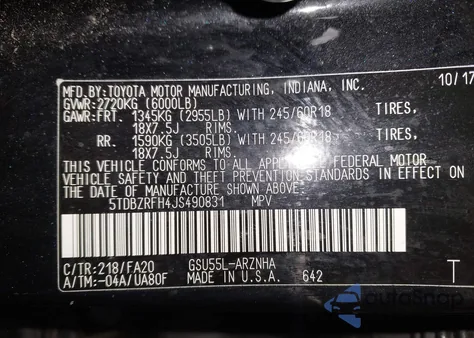 MFD.BY:TOYOTA MOTOR MANUFACTURING, INDIANA, INC. 10/17
GVWR:2720KG (6000LB)
GAWR:FRT. 1345KG (2955LB) WITH 245/60R18 TIRES,
18X7.5J RIMS.
RR. 1590KG (3505LB) WITH 245/60R18 TIRES,
18X7.5J RIMS.
THIS VEHICLE CONFORMS TO ALL APPLICABLE FEDERAL MOTOR
VEHICLE SAFETY AND THEFT PREVENTION STANDARDS IN EFFECT ON
THE DATE OF MANUFACTURE SHOWN ABOVE.
5TDBZRFH4JS490831 MPV
C/TR:218/FA20 GSU55L-ARZNHA
A/TM:-04A/UA80F MADE IN U.S.A. 642 T
autoSnap